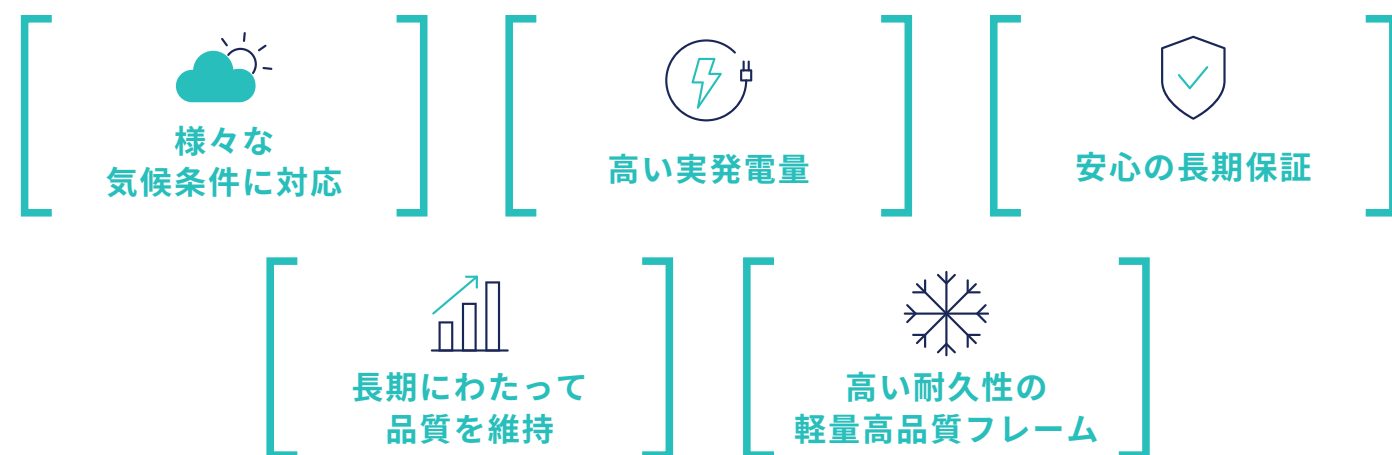 様々な
気候条件に対応
高い実発電量
安心の長期保証
長期にわたって
品質を維持
高い耐久性の
軽量高品質フレーム